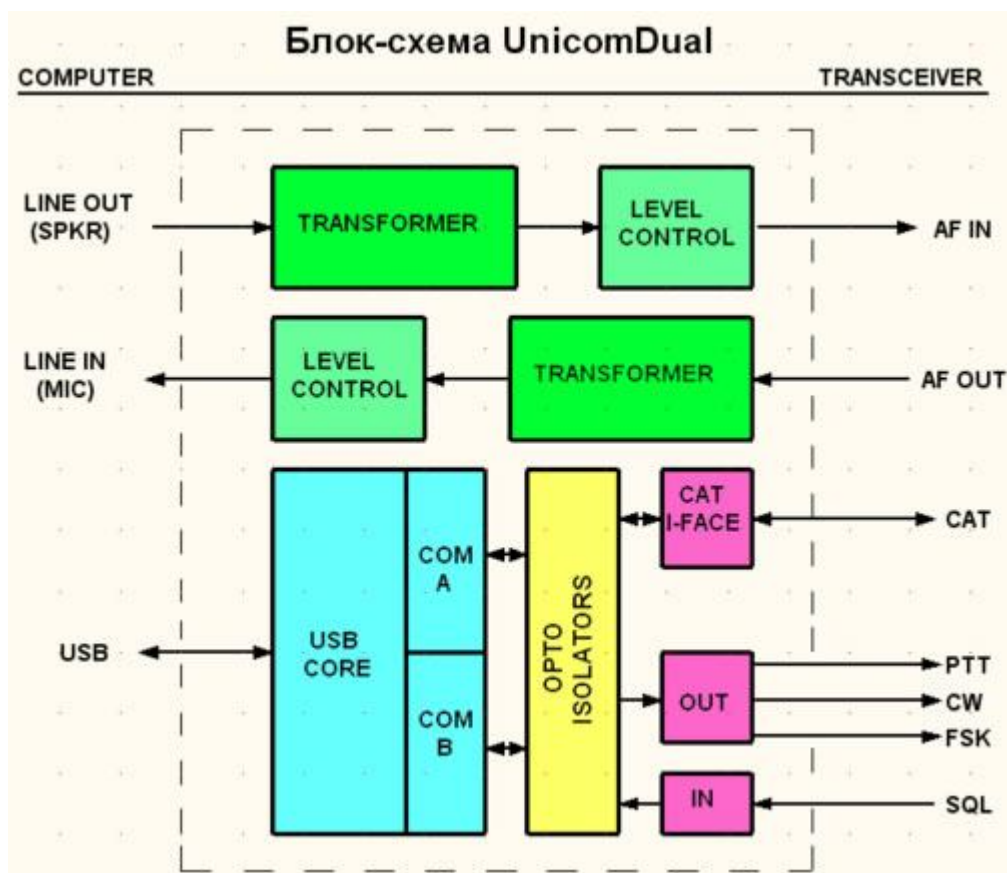 Блок-схема UnicomDual
COMPUTER
TRANSCEIVER
LINE OUT
(SPKR)
TRANSFORMER
LEVEL
CONTROL
AF IN
LINE IN
(MIC)
LEVEL
CONTROL
TRANSFORMER
AF OUT
USB
USB
CORE
COM
A
COM
B
OPTO
ISOLATORS
CAT
I-FACE
CAT
OUT
PTT
CW
FSK
IN
SQL